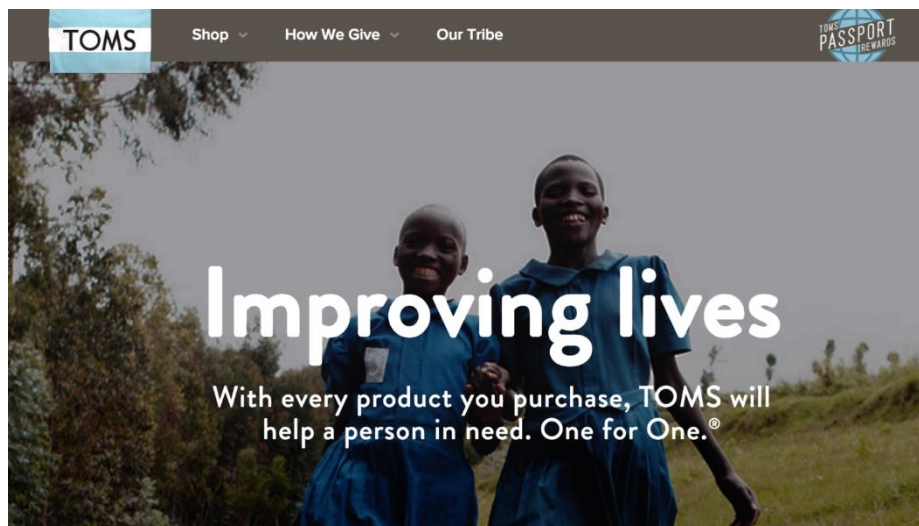 TOMS
Shop
How We Give
Our Tribe
TOMS
PASSPORT
REWARDS
Improving lives
With every product you purchase, TOMS will
help a person in need. One for One.®